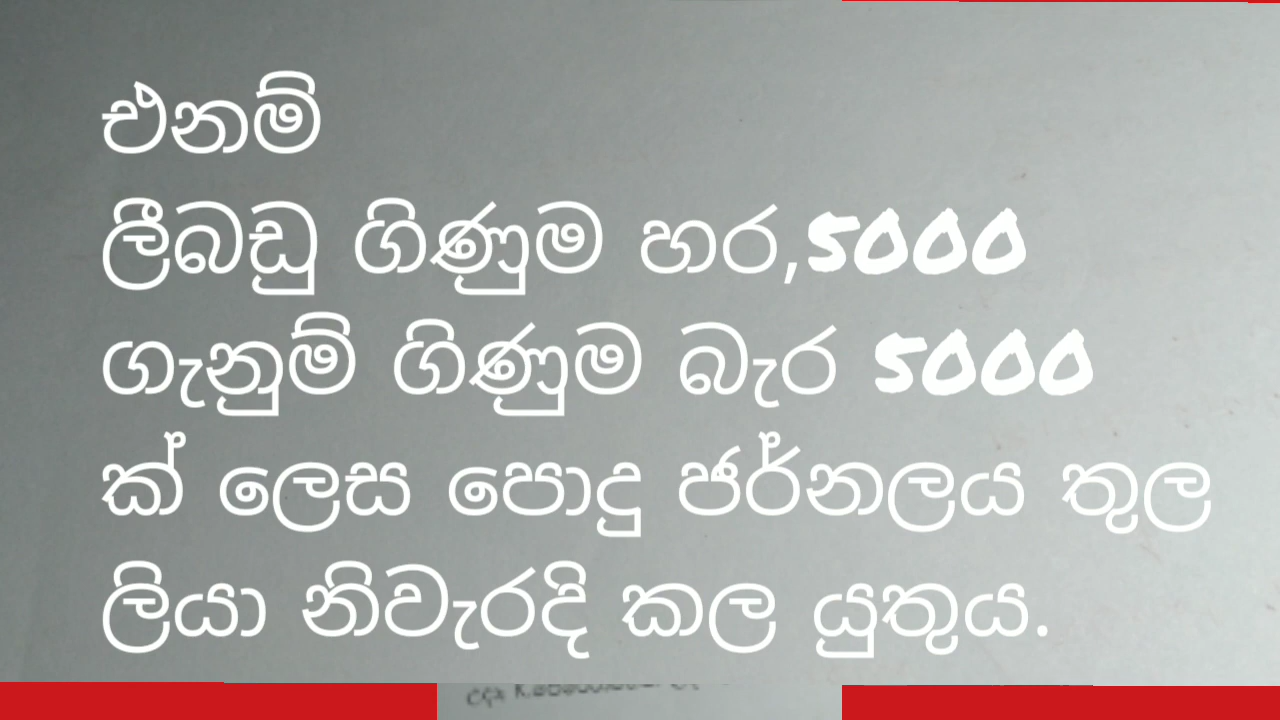 එනම්
ලීබඩු ගිණුම හර,5000
ගැනුම් ගිණුම බැර 5000
ක් ලෙස පොදු ජර්නලය තුල
ලියා නිවැරදි කල යුතුය.